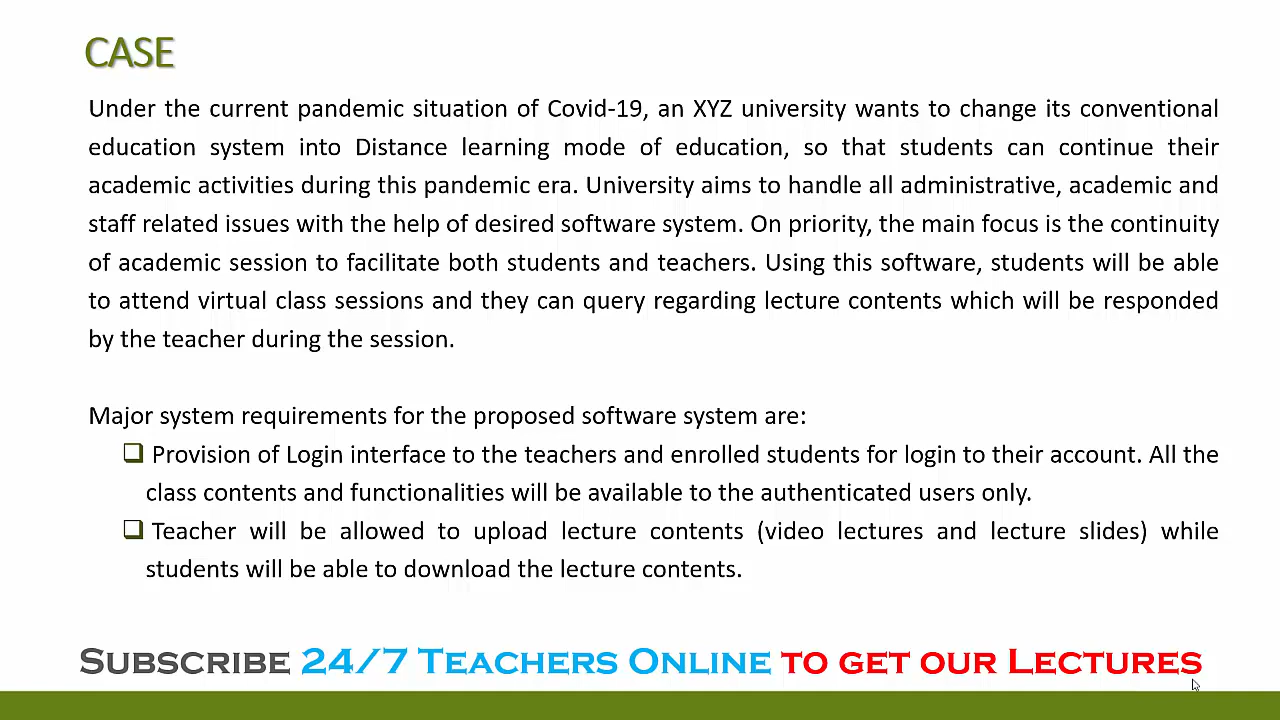 CASE
Under the current pandemic situation of Covid-19, an XYZ university wants to change its conventional
education system into Distance learning mode of education, so that students can continue their
academic activities during this pandemic era. University aims to handle all administrative, academic and
staff related issues with the help of desired software system. On priority, the main focus is the continuity
of academic session to facilitate both students and teachers. Using this software, students will be able
to attend virtual class sessions and they can query regarding lecture contents which will be responded
by the teacher during the session.
Major system requirements for the proposed software system are:
Provision of Login interface to the teachers and enrolled students for login to their account. All the
class contents and functionalities will be available to the authenticated users only.
Teacher will be allowed to upload lecture contents (video lectures and lecture slides) while
students will be able to download the lecture contents.
Subscribe 24/7 Teachers Online to get our Lectures